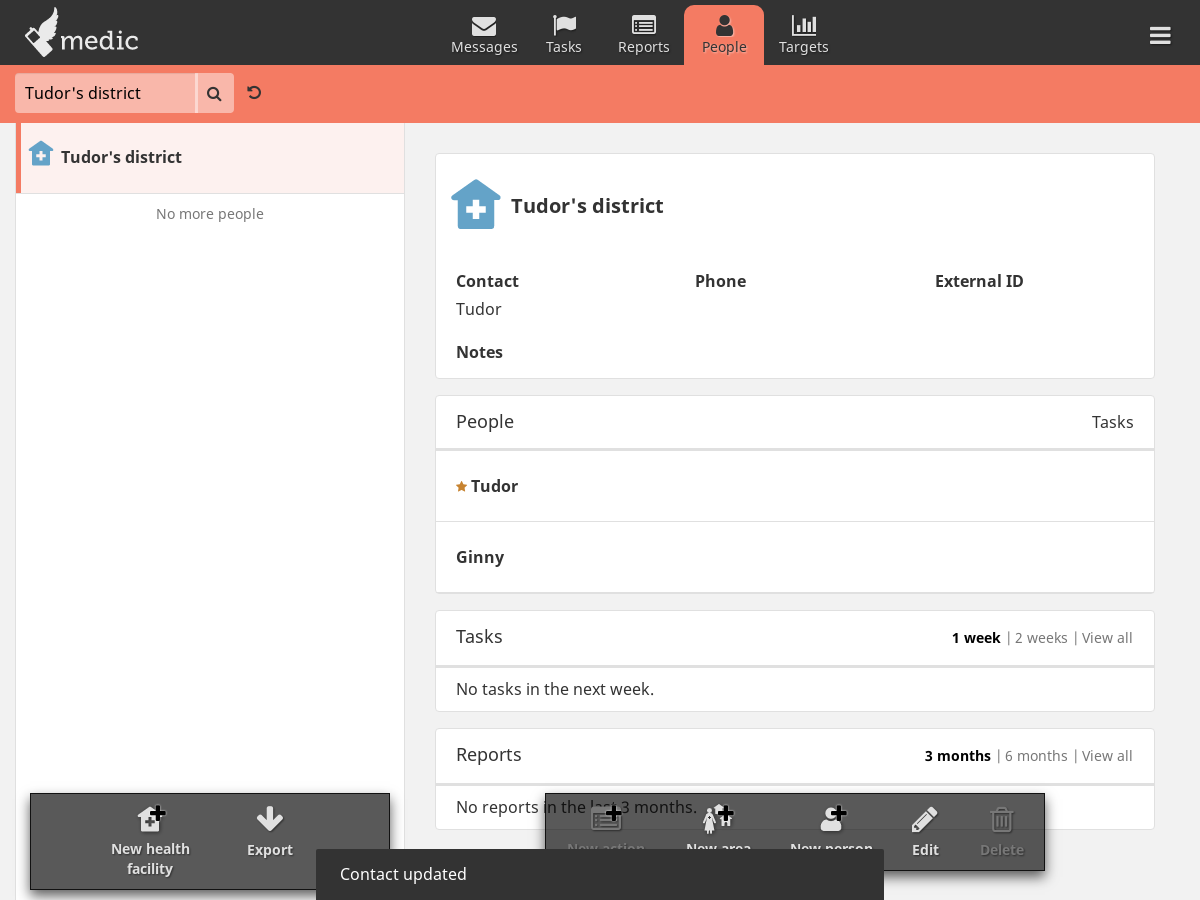 medic
Messages
Tasks
Reports
People
Targets
Tudor's district
Tudor's district
No more people
Tudor's district
Contact
Phone
External ID
Tudor
Notes
People
Tasks
Tudor
Ginny
Tasks
1 week | 2 weeks | View all
No tasks in the next week.
Reports
3 months | 6 months | View all
No reports in the last 3 months.
New health
facility
Export
New action
New area
New person
Edit
Delete
Contact updated